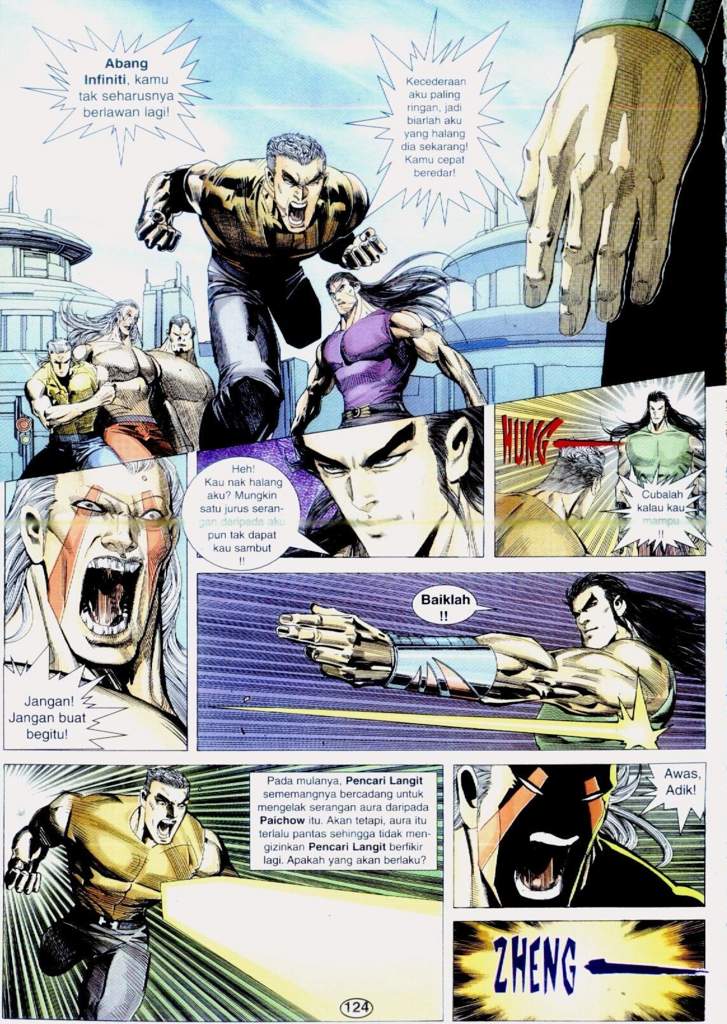 Abang
Infiniti, kamu
tak seharusnya
berlawan lagi!
Kecederaan
aku paling
ringan, jadi
biarlah aku
yang halang
dia sekarang!
Kamu cepat
beredar!
Heh!
Kau nak halang
aku? Mungkin
satu jurus seran-
gan daripada aku
pun tak dapat
kau sambut
!!
HUNG
Cubalah
kalau kau
mampu
!!
Jangan!
Jangan buat
begitu!
Baiklah
!!
Pada mulanya, Pencari Langit
sememangnya bercadang untuk
mengelak serangan aura daripada
Paichow itu. Akan tetapi, aura itu
terlalu pantas sehingga tidak men-
gizinkan Pencari Langit berfikir
lagi. Apakah yang akan berlaku?
Awas,
Adik!
ZHENG
124